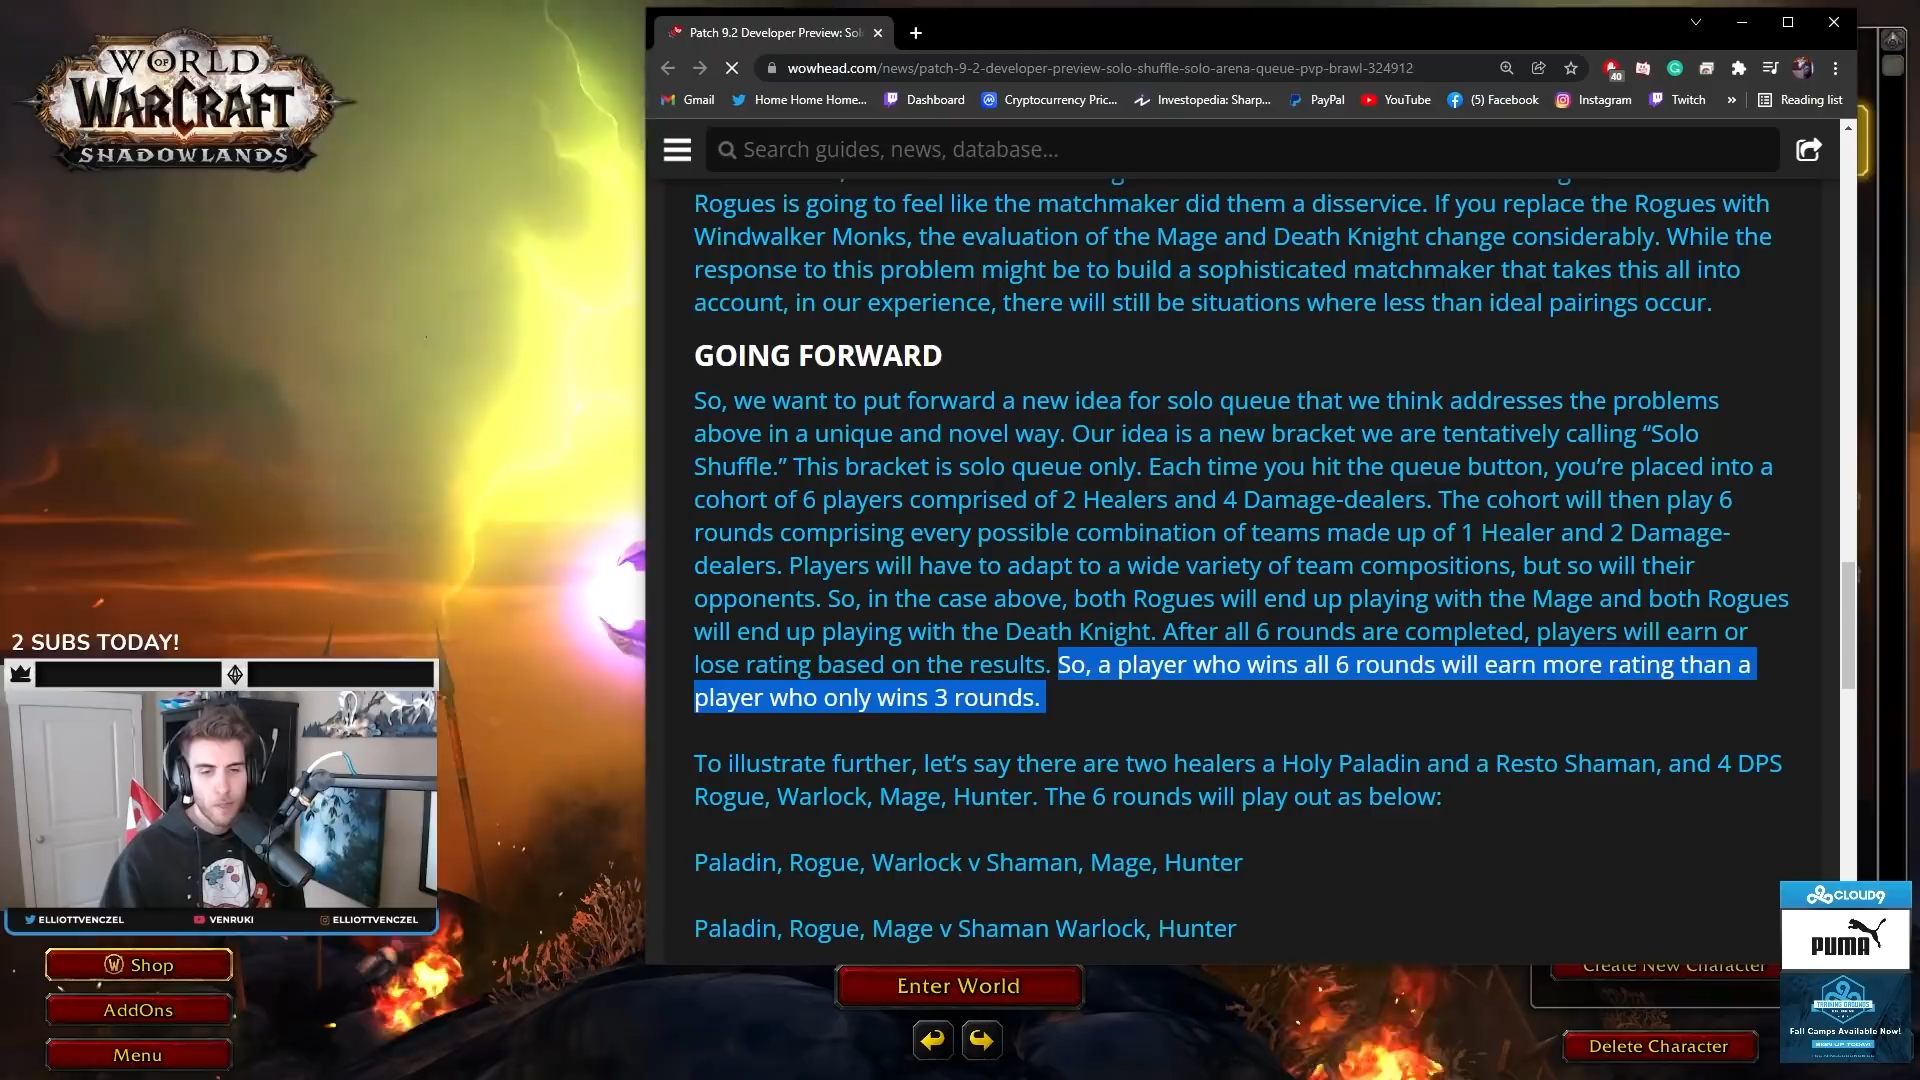 WORLD OF
WARCRAFT
SHADOWLANDS
Patch 9.2 Developer Preview: Sol
wowhead.com/news/patch-9-2-developer-preview-solo-shuffle-solo-arena-queue-pvp-brawl-324912
40
Gmail
Home Home Home...
Dashboard
Cryptocurrency Pric...
Investopedia: Sharp...
PayPal
YouTube
(5) Facebook
Instagram
Twitch
»
Reading list
Search guides, news, database...
Rogues is going to feel like the matchmaker did them a disservice. If you replace the Rogues with
Windwalker Monks, the evaluation of the Mage and Death Knight change considerably. While the
response to this problem might be to build a sophisticated matchmaker that takes this all into
account, in our experience, there will still be situations where less than ideal pairings occur.
GOING FORWARD
So, we want to put forward a new idea for solo queue that we think addresses the problems
above in a unique and novel way. Our idea is a new bracket we are tentatively calling “Solo
Shuffle.” This bracket is solo queue only. Each time you hit the queue button, you’re placed into a
cohort of 6 players comprised of 2 Healers and 4 Damage-dealers. The cohort will then play 6
rounds comprising every possible combination of teams made up of 1 Healer and 2 Damage-
dealers. Players will have to adapt to a wide variety of team compositions, but so will their
opponents. So, in the case above, both Rogues will end up playing with the Mage and both Rogues
will end up playing with the Death Knight. After all 6 rounds are completed, players will earn or
lose rating based on the results. So, a player who wins all 6 rounds will earn more rating than a
player who only wins 3 rounds.
To illustrate further, let’s say there are two healers a Holy Paladin and a Resto Shaman, and 4 DPS
Rogue, Warlock, Mage, Hunter. The 6 rounds will play out as below:
Paladin, Rogue, Warlock v Shaman, Mage, Hunter
Paladin, Rogue, Mage v Shaman Warlock, Hunter
2 SUBS TODAY!
ELLIOTTVENCZEL
VENRUKI
ELLIOTTVENCZEL
Shop
AddOns
Menu
Enter World
Create New Character
Delete Character
CLOUD9
PUMA
TRAINING GROUNDS
Fall Camps Available Now!
SIGN UP TODAY!